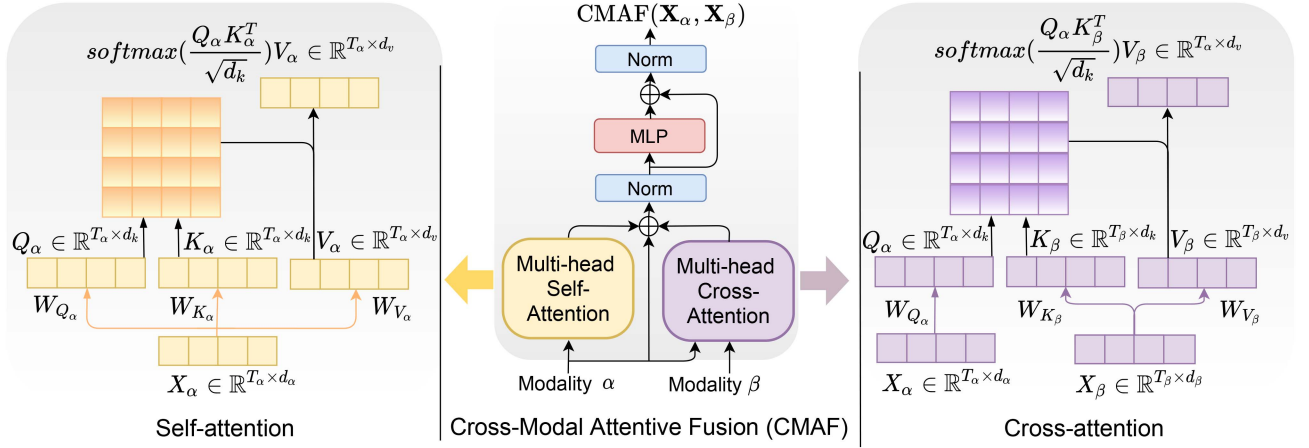 softmax(\frac{Q_α K_α^T}{\sqrt{d_k}})V_α ∈ ℝ^{T_α×d_v}
Q_α ∈ ℝ^{T_α×d_k}
K_α ∈ ℝ^{T_α×d_k}
V_α ∈ ℝ^{T_α×d_v}
W_{Q_α}
W_{K_α}
W_{V_α}
X_α ∈ ℝ^{T_α×d_α}
Self-attention
CMAF(X_α, X_β)
Norm
MLP
Norm
Multi-head
Self-
Attention
Multi-head
Cross-
Attention
Modality α
Modality β
Cross-Modal Attentive Fusion (CMAF)
softmax(\frac{Q_α K_β^T}{\sqrt{d_k}})V_β ∈ ℝ^{T_α×d_v}
Q_α ∈ ℝ^{T_α×d_k}
K_β ∈ ℝ^{T_β×d_k}
V_β ∈ ℝ^{T_β×d_v}
W_{Q_α}
W_{K_β}
W_{V_β}
X_α ∈ ℝ^{T_α×d_α}
X_β ∈ ℝ^{T_β×d_β}
Cross-attention